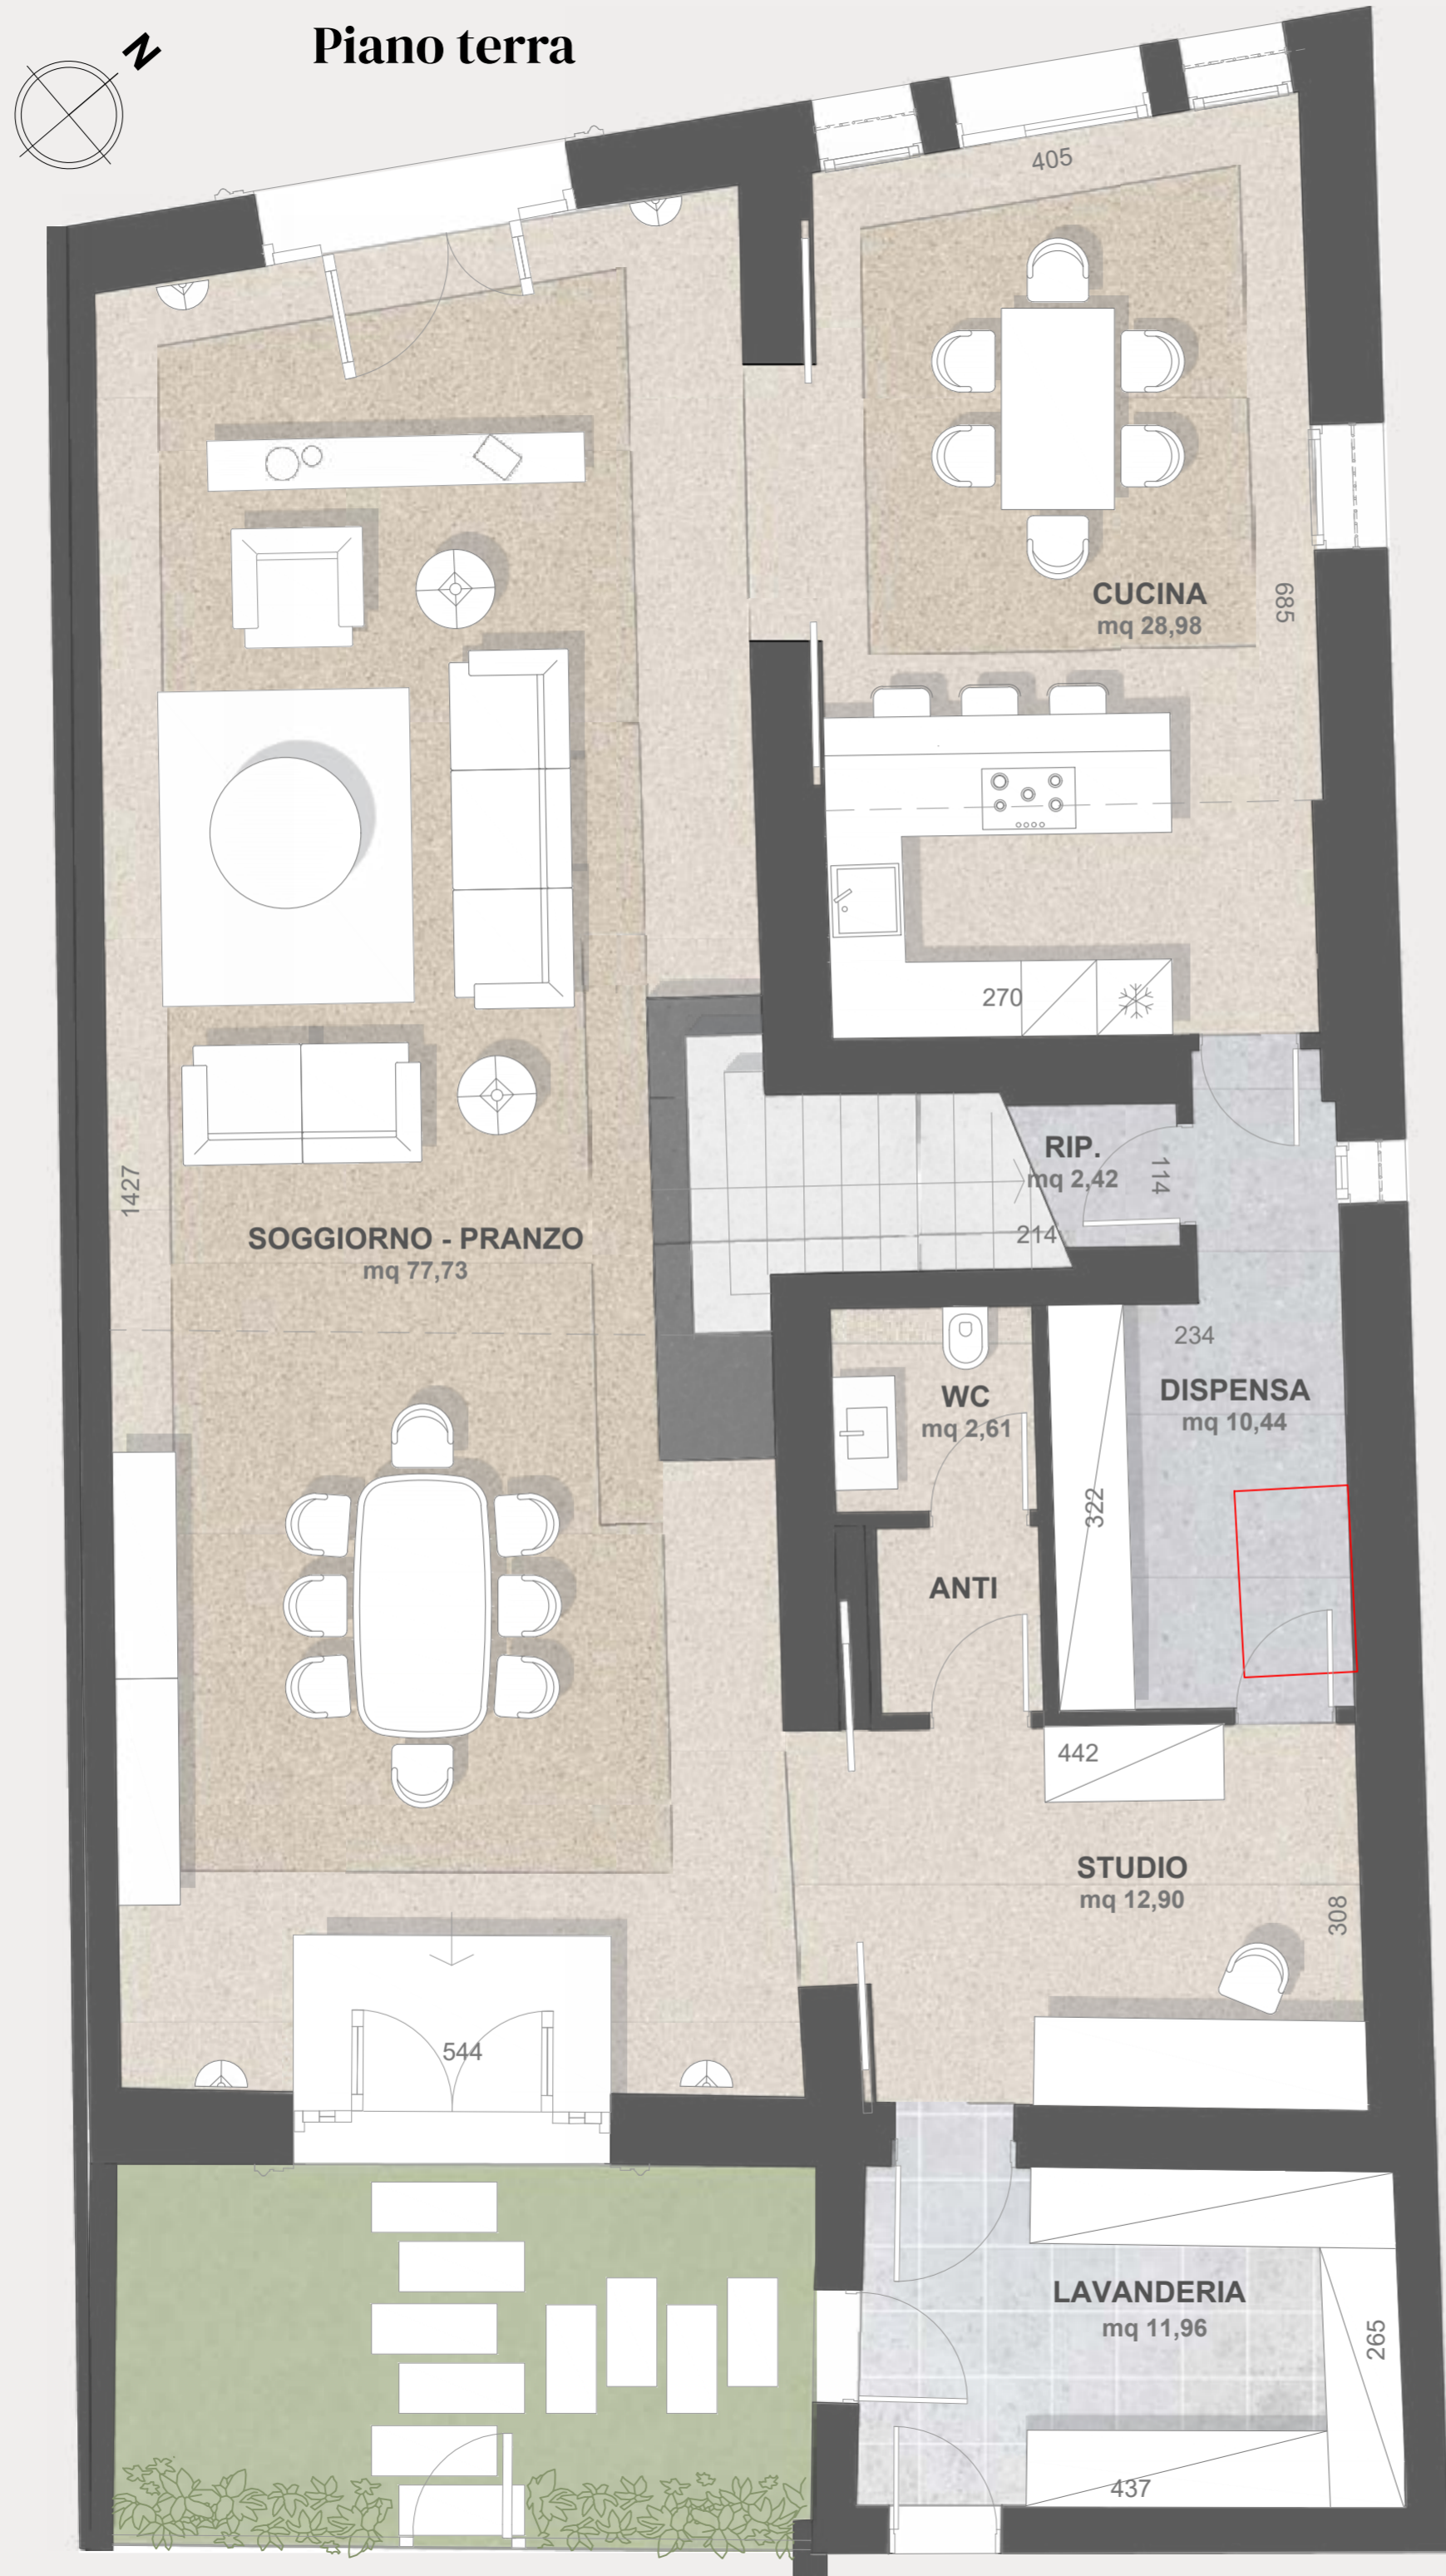 N
Piano terra
405
CUCINA
mq 28,98
685
270
RIP.
mq 2,42
114
214
1427
SOGGIORNO - PRANZO
mq 77,73
234
DISPENSA
mq 10,44
WC
mq 2,61
322
ANTI
442
STUDIO
mq 12,90
308
544
LAVANDERIA
mq 11,96
265
437